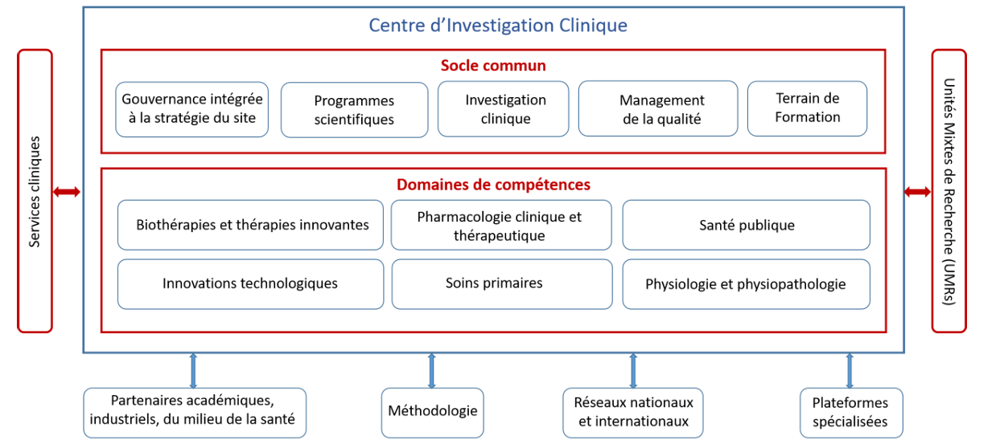 Centre d’Investigation Clinique
Services cliniques
Socle commun
Gouvernance intégrée
à la stratégie du site
Programmes
scientifiques
Investigation
clinique
Management
de la qualité
Terrain de
Formation
Domaines de compétences
Biothérapies et thérapies innovantes
Pharmacologie clinique et
thérapeutique
Santé publique
Innovations technologiques
Soins primaires
Physiologie et physiopathologie
Unités Mixtes de Recherche (UMRs)
Partenaires académiques,
industriels, du milieu de la santé
Méthodologie
Réseaux nationaux
et internationaux
Plateformes
spécialisées